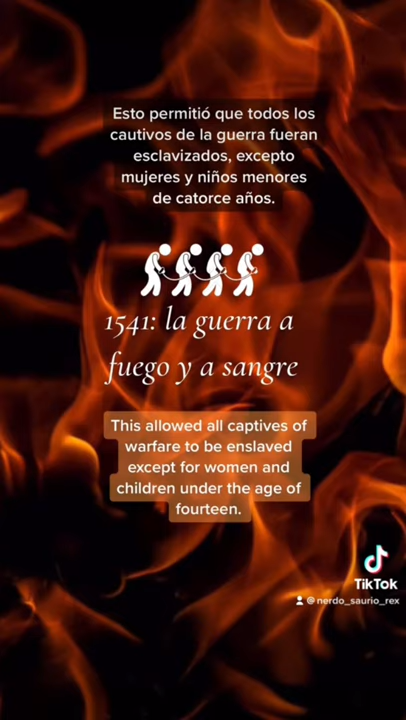 Esto permitió que todos los
cautivos de la guerra fueran
esclavizados, excepto
mujeres y niños menores
de catorce años.
1541: la guerra a
fuego y a sangre
This allowed all captives of
warfare to be enslaved
except for women and
children under the age of
fourteen.
TikTok
@nerdo_saurio_rex